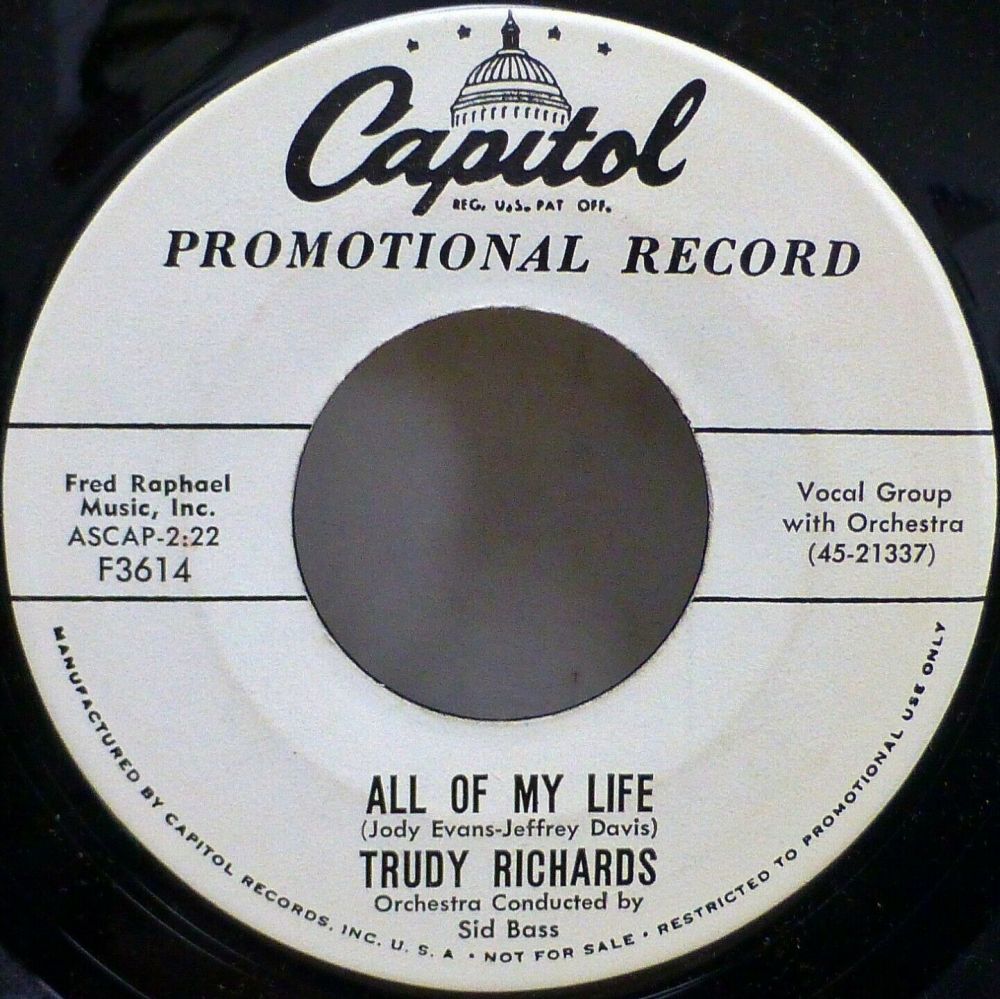 Capitol
REG. U.S. PAT OFF.
PROMOTIONAL RECORD
Fred Raphael
Music, Inc.
ASCAP-2:22
F3614
Vocal Group
with Orchestra
(45-21337)
ALL OF MY LIFE
(Jody Evans-Jeffrey Davis)
TRUDY RICHARDS
Orchestra Conducted by
Sid Bass
MANUFACTURED BY CAPITOL RECORDS, INC. U. S. A • NOT FOR SALE • RESTRICTED TO PROMOTIONAL USE ONLY